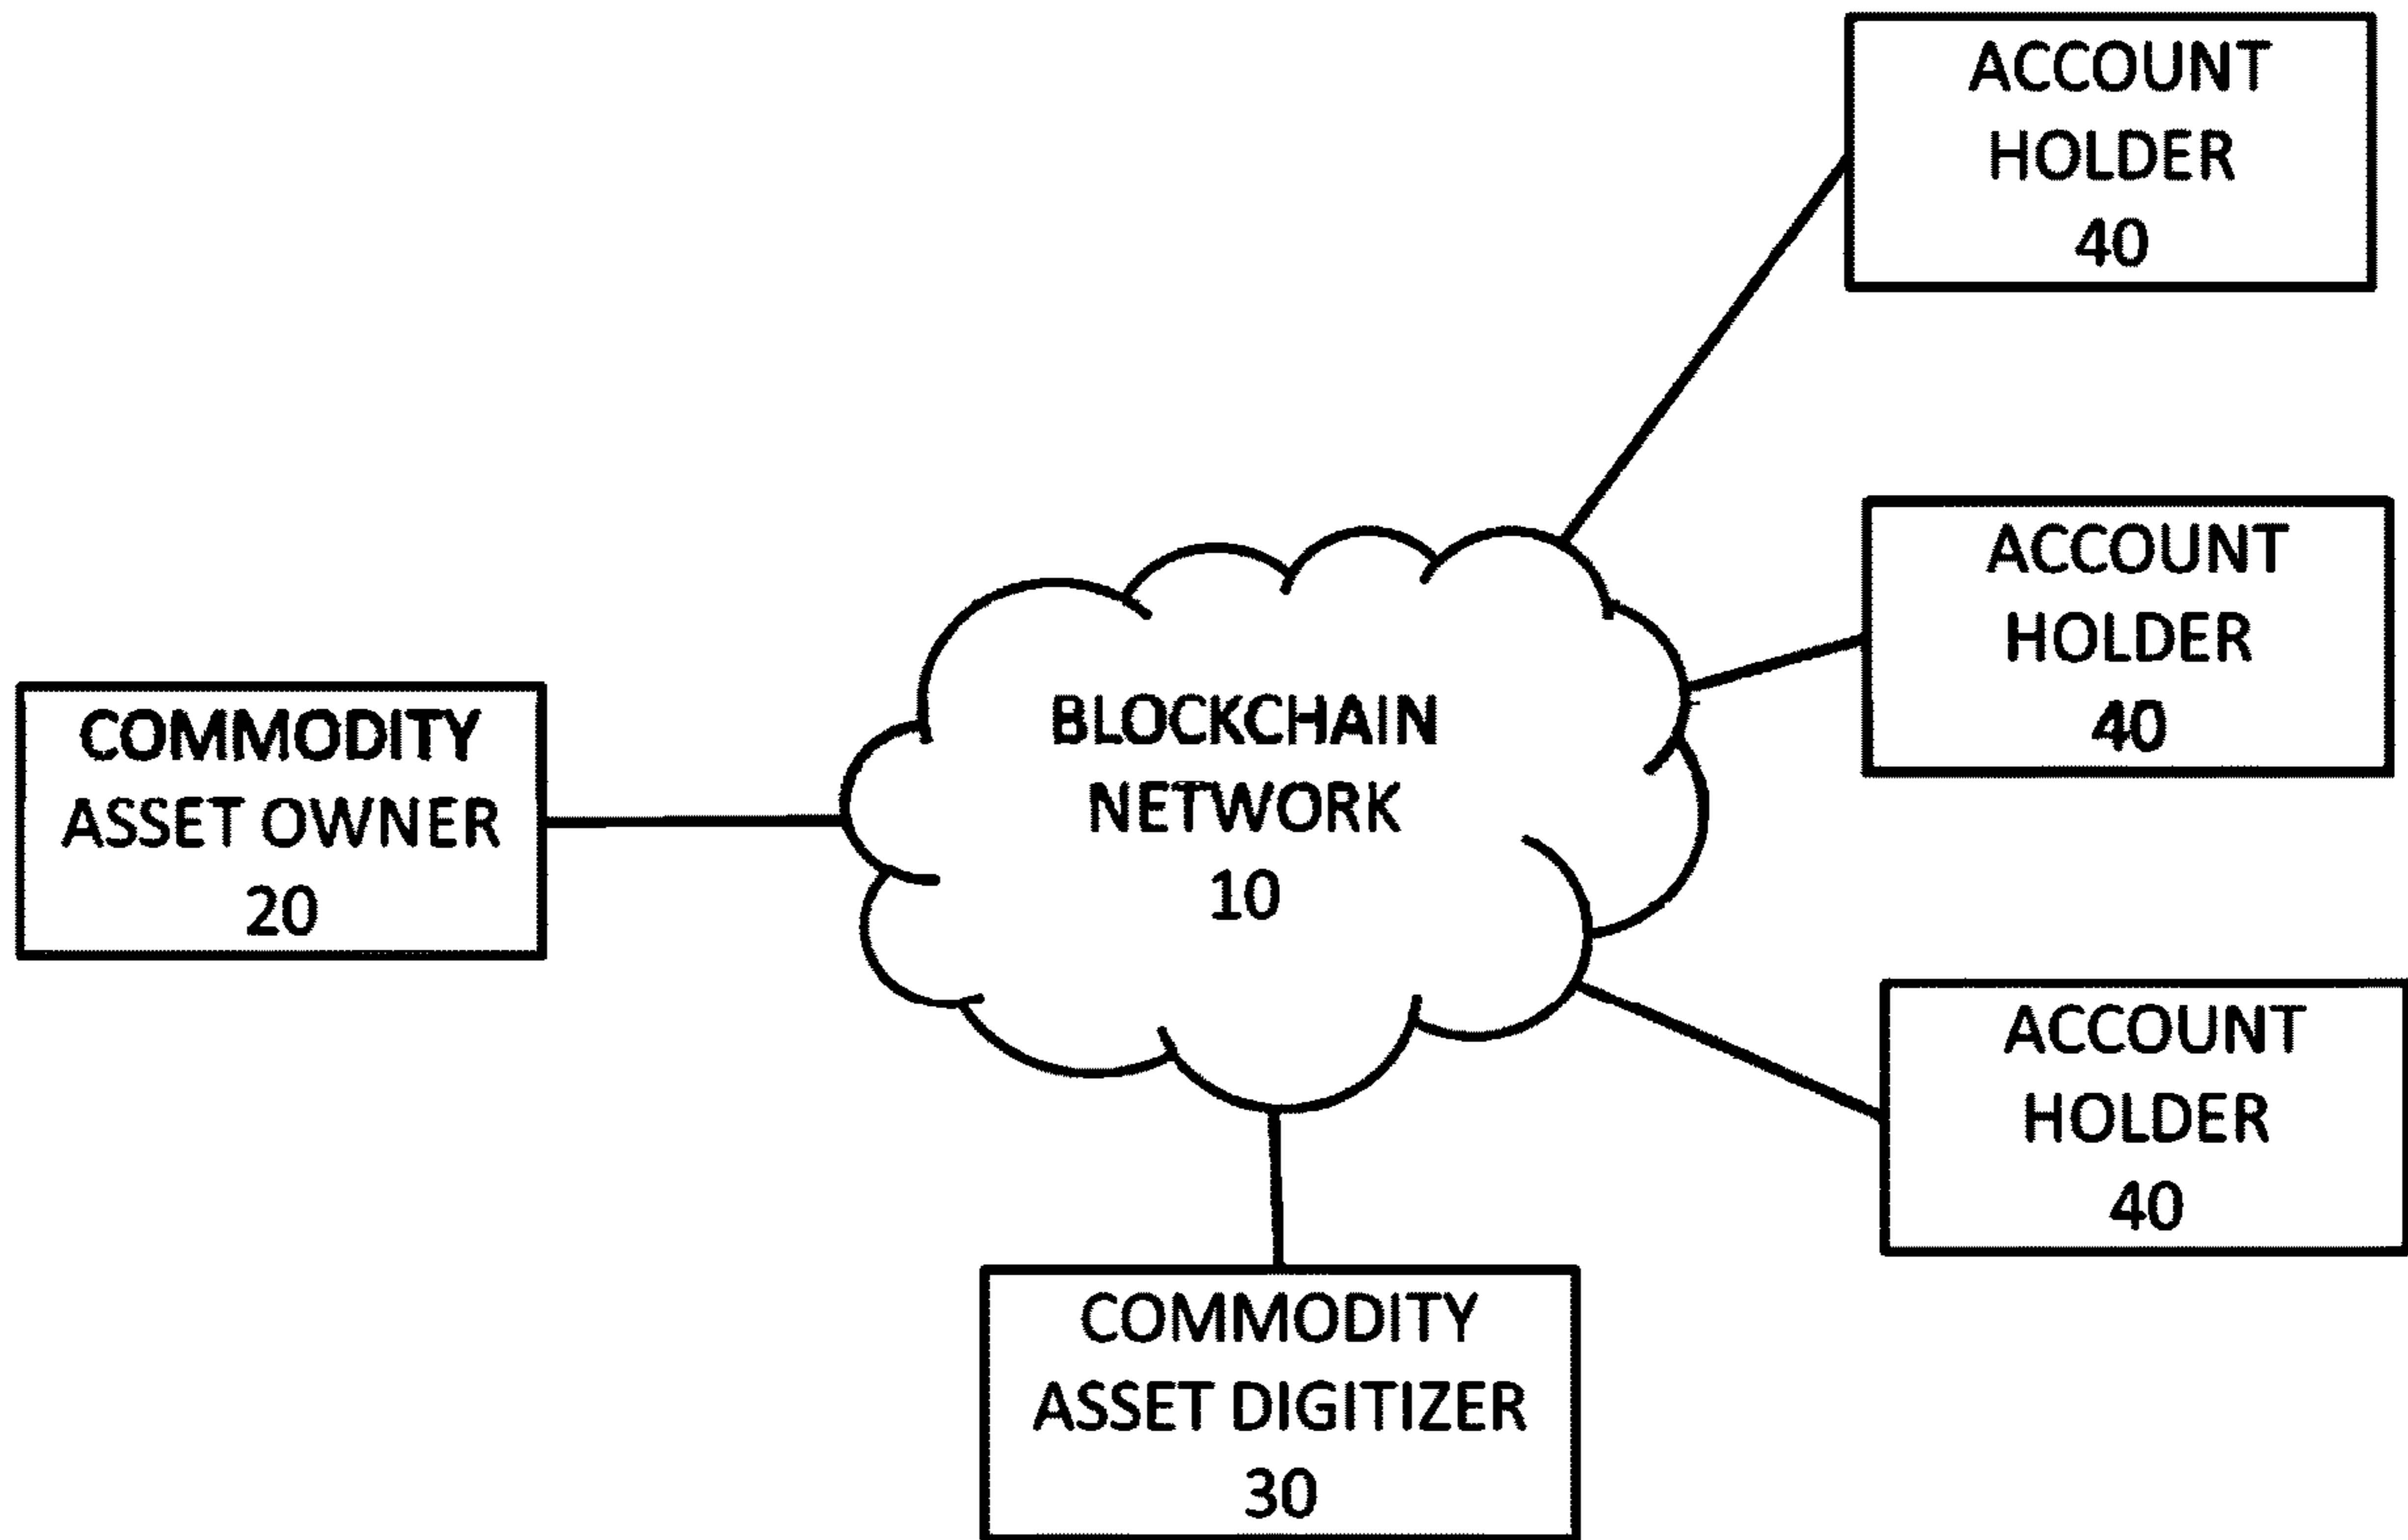 ACCOUNT
HOLDER
40
ACCOUNT
HOLDER
40
BLOCKCHAIN
NETWORK
10
COMMODITY
ASSET OWNER
20
ACCOUNT
HOLDER
40
COMMODITY
ASSET DIGITIZER
30